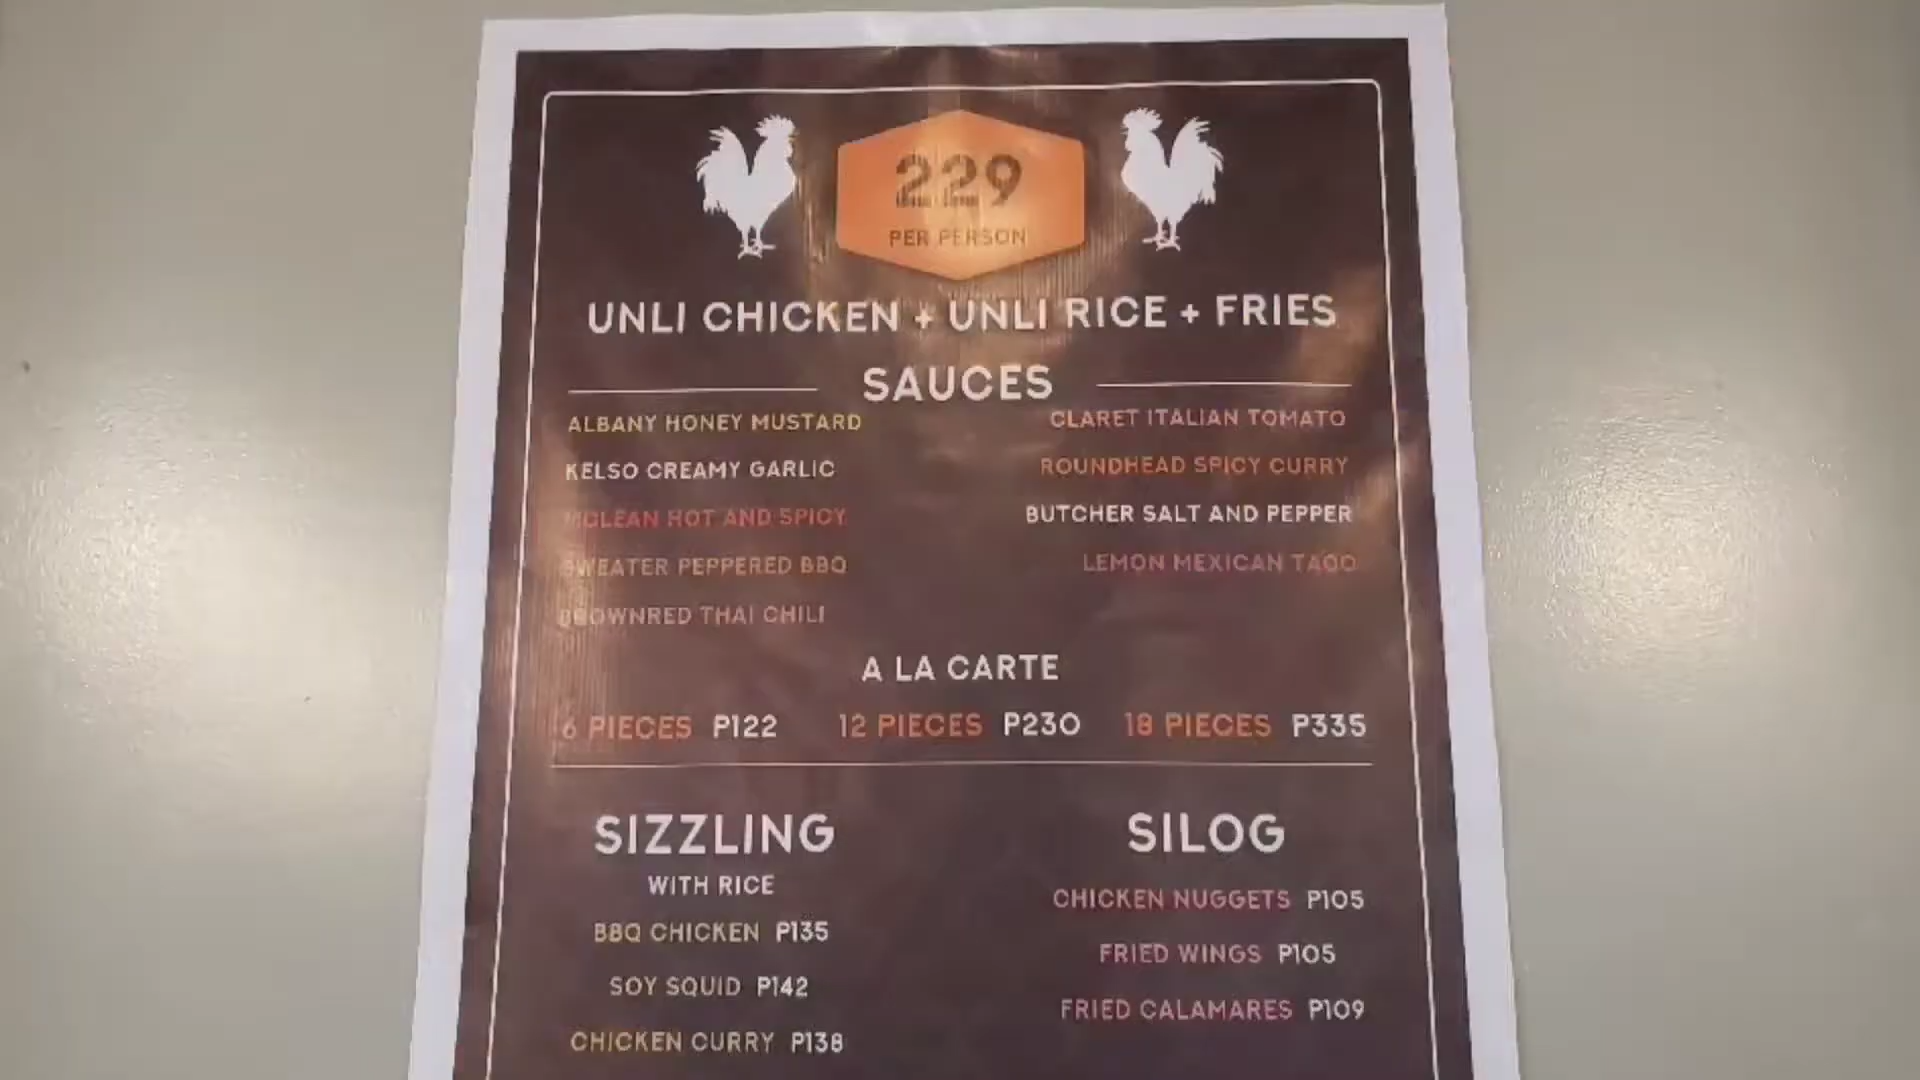 229
PER PERSON
UNLI CHICKEN + UNLI RICE + FRIES
SAUCES
ALBANY HONEY MUSTARD
KELSO CREAMY GARLIC
MCLEAN HOT AND SPICY
SWEATER PEPPERED BBQ
BROWNRED THAI CHILI
CLARET ITALIAN TOMATO
ROUNDHEAD SPICY CURRY
BUTCHER SALT AND PEPPER
LEMON MEXICAN TACO
A LA CARTE
6 PIECES P122 12 PIECES P230 18 PIECES P335
SIZZLING
WITH RICE
BBQ CHICKEN P135
SOY SQUID P142
CHICKEN CURRY P138
SILOG
CHICKEN NUGGETS P105
FRIED WINGS P105
FRIED CALAMARES P109